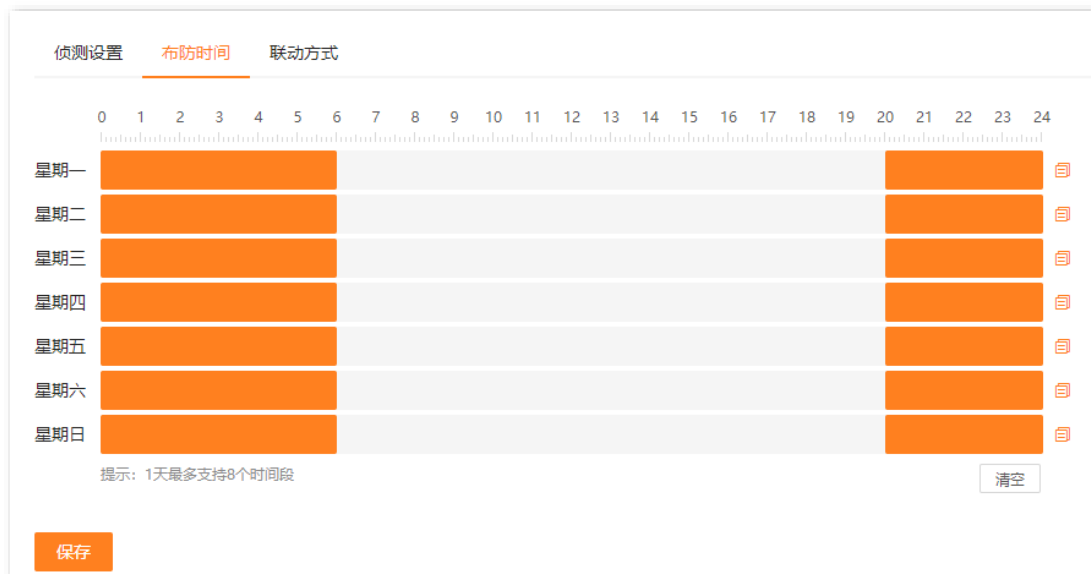 侦测设置 布防时间 联动方式
0 1 2 3 4 5 6 7 8 9 10 11 12 13 14 15 16 17 18 19 20 21 22 23 24
星期一
星期二
星期三
星期四
星期五
星期六
星期日
提示：1天最多支持8个时间段
清空
保存